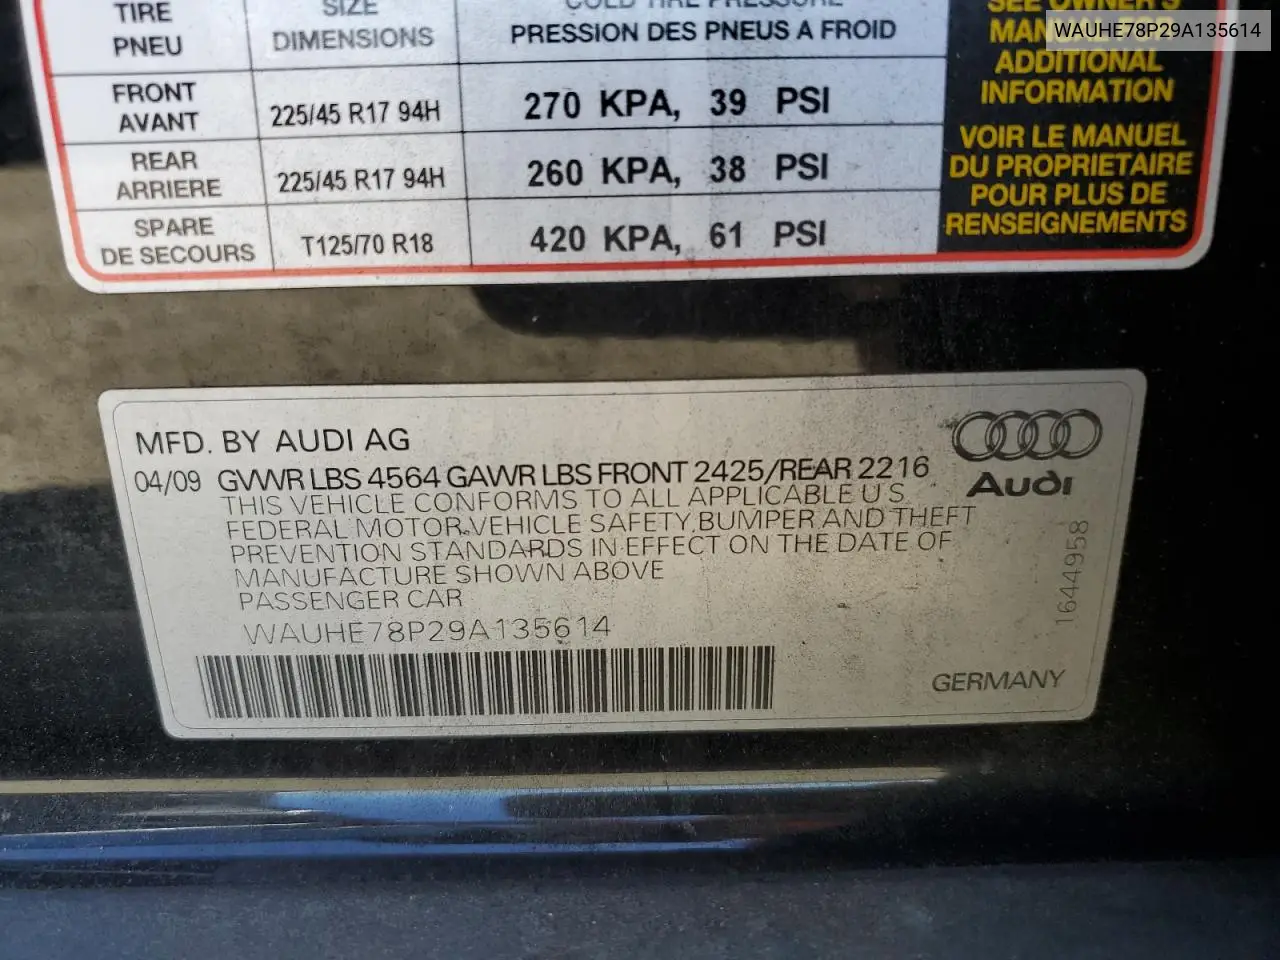 TIRE
PNEU
SIZE
DIMENSIONS
COLD TIRE PRESSURE
PRESSION DES PNEUS A FROID
SEE OWNER'S
ADDITIONAL
INFORMATION
WAUHE78P29A135614
FRONT
AVANT
225/45 R17 94H
270 KPA, 39 PSI
REAR
ARRIERE
225/45 R17 94H
260 KPA, 38 PSI
SPARE
DE SECOURS
T125/70 R18
420 KPA, 61 PSI
VOIR LE MANUEL
DU PROPRIETAIRE
POUR PLUS DE
RENSEIGNEMENTS
MFD. BY AUDI AG
04/09 GVWR LBS 4564 GAWR LBS FRONT 2425/REAR 2216
THIS VEHICLE CONFORMS TO ALL APPLICABLE U.S.
FEDERAL MOTOR VEHICLE SAFETY, BUMPER AND THEFT
PREVENTION STANDARDS IN EFFECT ON THE DATE OF
MANUFACTURE SHOWN ABOVE
PASSENGER CAR
WAUHE78P29A135614
Audi
1644958
GERMANY